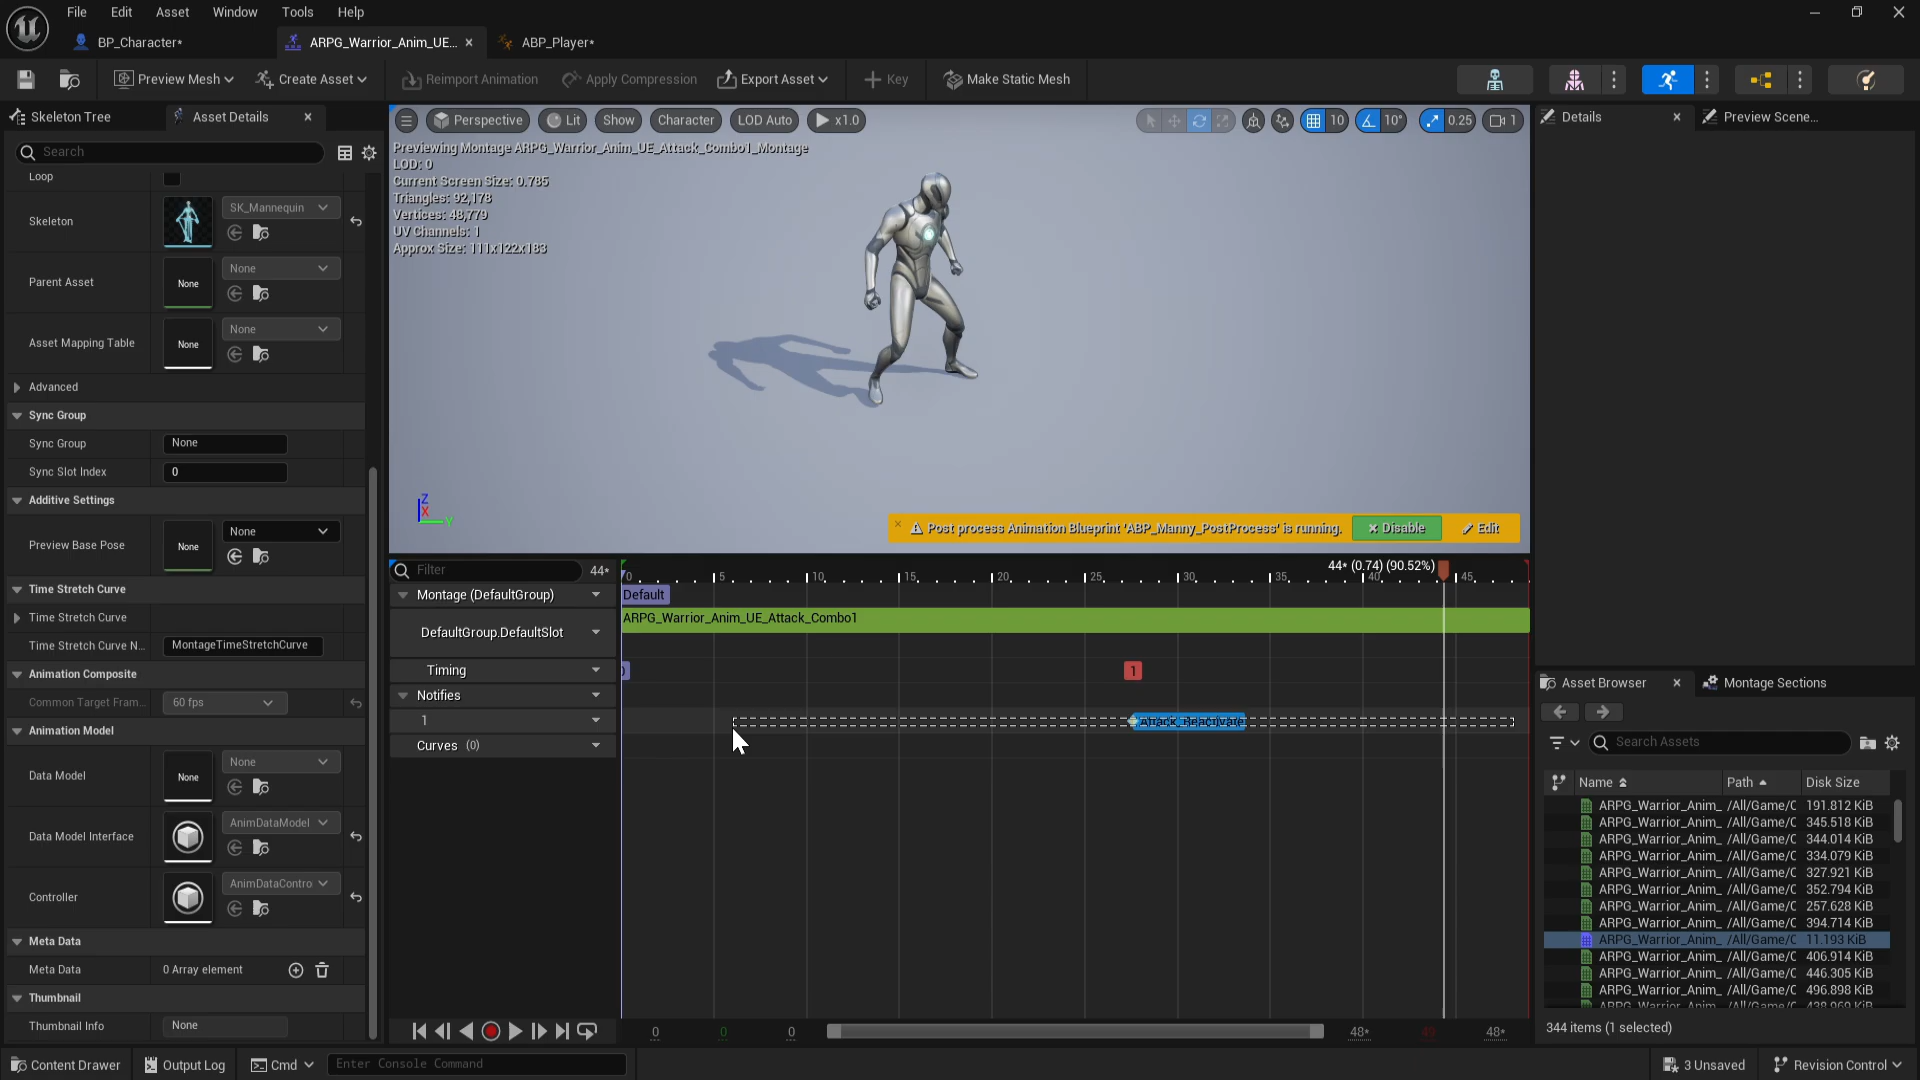 File Edit Asset Window Tools Help
BP_Character* ARPG_Warrior_Anim_UE... ABP_Player*
Preview Mesh Create Asset Reimport Animation Apply Compression Export Asset Key Make Static Mesh
Skeleton Tree Asset Details
Search
Loop
Skeleton SK_Mannequin
Parent Asset None None
Asset Mapping Table None None
Advanced
Sync Group
Sync Group None
Sync Slot Index 0
Additive Settings
Preview Base Pose None None
Time Stretch Curve
Time Stretch Curve
Time Stretch Curve N... MontageTimeStretchCurve
Animation Composite
Common Target Fram... 60 fps
Animation Model
Data Model None None
Data Model Interface AnimDataModel
Controller AnimDataContro
Meta Data
Meta Data 0 Array element
Thumbnail
Thumbnail Info None
Perspective Lit Show Character LOD Auto x1.0 10 10° 0.25 1
Previewing Montage ARPG_Warrior_Anim_UE_Attack_Combo1_Montage
LOD: 0
Current Screen Size: 0.785
Triangles: 92,178
Vertices: 48,779
UV Channels: 1
Approx Size: 111x122x183
Z
X
Y
Post process Animation Blueprint 'ABP_Manny_PostProcess' is running. Disable Edit
Filter 44* 44* (0.74) (90.52%)
0 5 10 15 20 25 30 35 40 45
Montage (DefaultGroup) Default
ARPG_Warrior_Anim_UE_Attack_Combo1
DefaultGroup.DefaultSlot
Timing 1
Notifies
1 Attack_Reactivate
Curves (0)
0 0 0 48* 48*
Details Preview Scene...
Asset Browser Montage Sections
Search Assets
Name Path Disk Size
ARPG_Warrior_Anim_ /All/Game/C 191.812 KiB
ARPG_Warrior_Anim_ /All/Game/C 345.518 KiB
ARPG_Warrior_Anim_ /All/Game/C 344.014 KiB
ARPG_Warrior_Anim_ /All/Game/C 334.079 KiB
ARPG_Warrior_Anim_ /All/Game/C 327.921 KiB
ARPG_Warrior_Anim_ /All/Game/C 352.794 KiB
ARPG_Warrior_Anim_ /All/Game/C 257.628 KiB
ARPG_Warrior_Anim_ /All/Game/C 394.714 KiB
ARPG_Warrior_Anim_ /All/Game/C 11.193 KiB
ARPG_Warrior_Anim_ /All/Game/C 406.914 KiB
ARPG_Warrior_Anim_ /All/Game/C 446.305 KiB
ARPG_Warrior_Anim_ /All/Game/C 496.898 KiB
344 items (1 selected)
Content Drawer Output Log Cmd Enter Console Command 3 Unsaved Revision Control